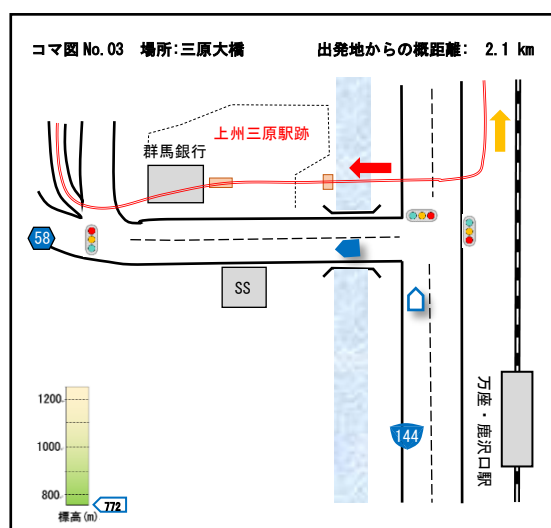 コマ図 No.03　場所:三原大橋　出発地からの概距離:　2.1 km
上州三原駅跡
群馬銀行
58
SS
万座・鹿沢口駅
144
1200
1000
800
772
標高(m)